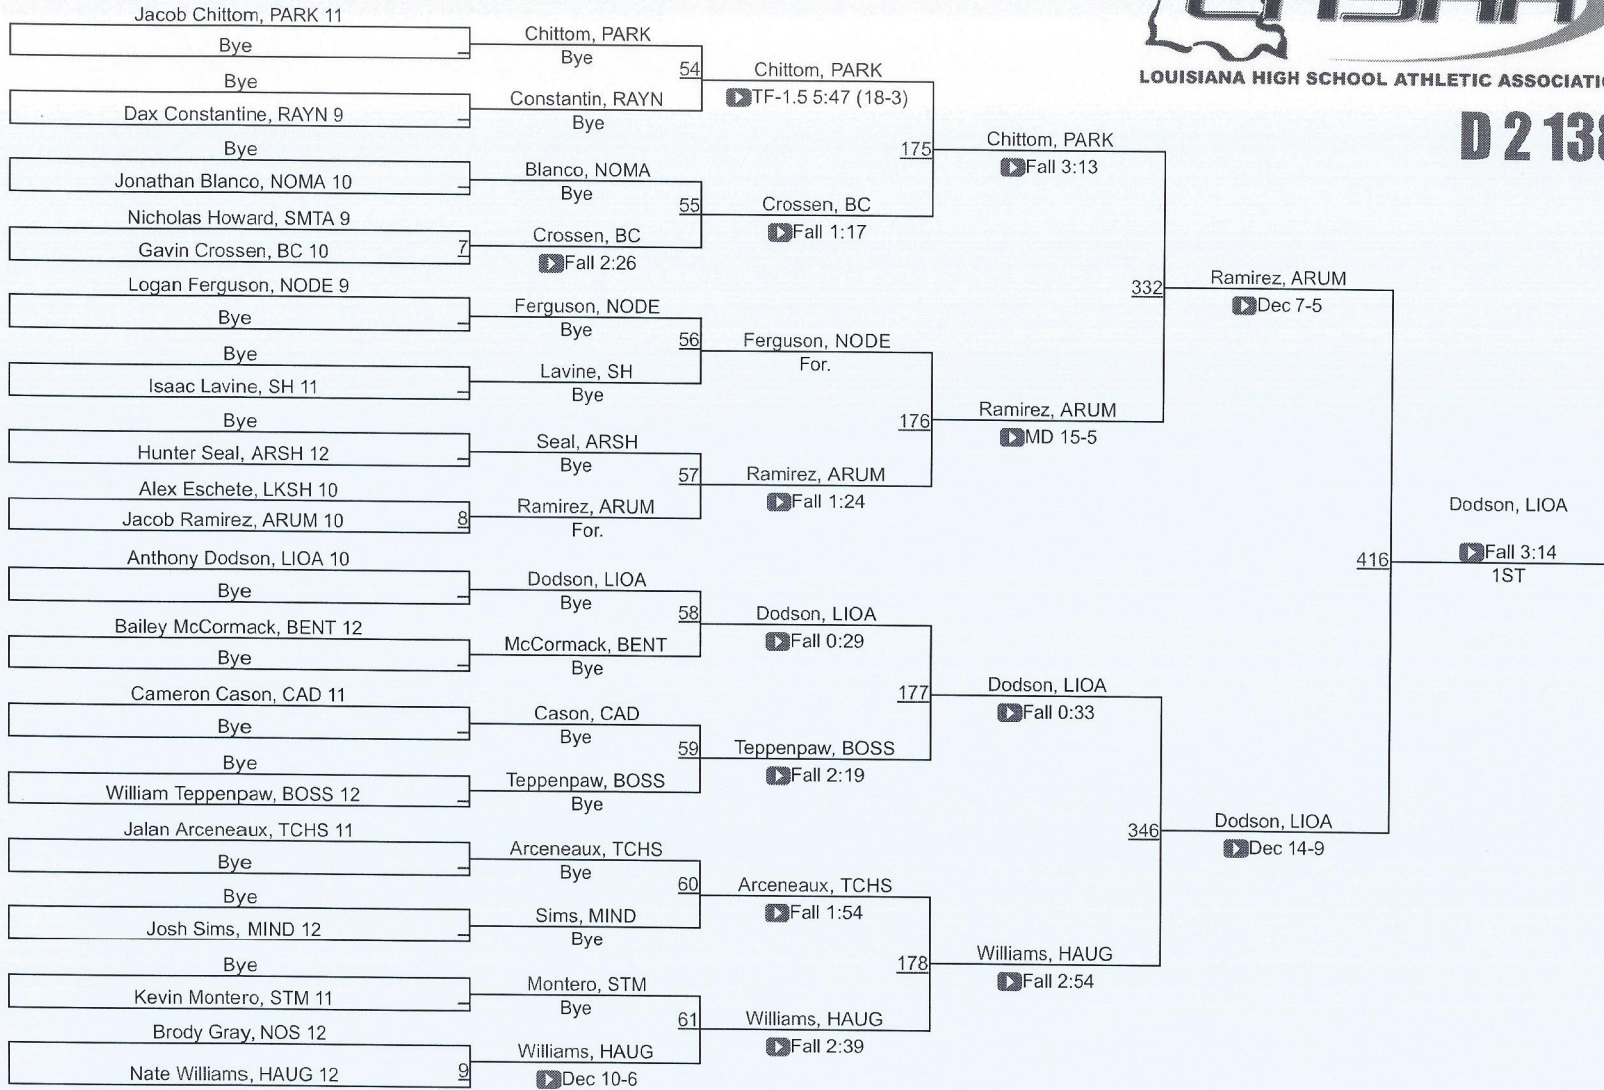 LOUISIANA HIGH SCHOOL ATHLETIC ASSOCIATIO
D 2 138
Jacob Chittom, PARK 11
Bye
Bye
Dax Constantine, RAYN 9
Bye
Jonathan Blanco, NOMA 10
Nicholas Howard, SMTA 9
Gavin Crossen, BC 10
7
Logan Ferguson, NODE 9
Bye
Bye
Isaac Lavine, SH 11
Bye
Hunter Seal, ARSH 12
Alex Eschete, LKSH 10
Jacob Ramirez, ARUM 10
8
Anthony Dodson, LIOA 10
Bye
Bailey McCormack, BENT 12
Bye
Cameron Cason, CAD 11
Bye
Bye
William Teppenpaw, BOSS 12
Jalan Arceneaux, TCHS 11
Bye
Bye
Josh Sims, MIND 12
Bye
Kevin Montero, STM 11
Brody Gray, NOS 12
Nate Williams, HAUG 12
9
Chittom, PARK
Bye
54
Constantin, RAYN
Bye
Blanco, NOMA
Bye
55
Crossen, BC
Fall 2:26
Ferguson, NODE
Bye
56
Lavine, SH
Bye
Seal, ARSH
Bye
57
Ramirez, ARUM
For.
Dodson, LIOA
Bye
58
McCormack, BENT
Bye
Cason, CAD
Bye
59
Teppenpaw, BOSS
Bye
Arceneaux, TCHS
Bye
60
Sims, MIND
Bye
Montero, STM
Bye
61
Williams, HAUG
Dec 10-6
Chittom, PARK
TF-1.5 5:47 (18-3)
175
Crossen, BC
Fall 1:17
Ferguson, NODE
For.
176
Ramirez, ARUM
Fall 1:24
Dodson, LIOA
Fall 0:29
177
Teppenpaw, BOSS
Fall 2:19
Arceneaux, TCHS
Fall 1:54
178
Williams, HAUG
Fall 2:39
Chittom, PARK
Fall 3:13
332
Ramirez, ARUM
MD 15-5
Dodson, LIOA
Fall 0:33
346
Williams, HAUG
Fall 2:54
Ramirez, ARUM
Dec 7-5
416
Dodson, LIOA
Dec 14-9
Dodson, LIOA
Fall 3:14
1ST